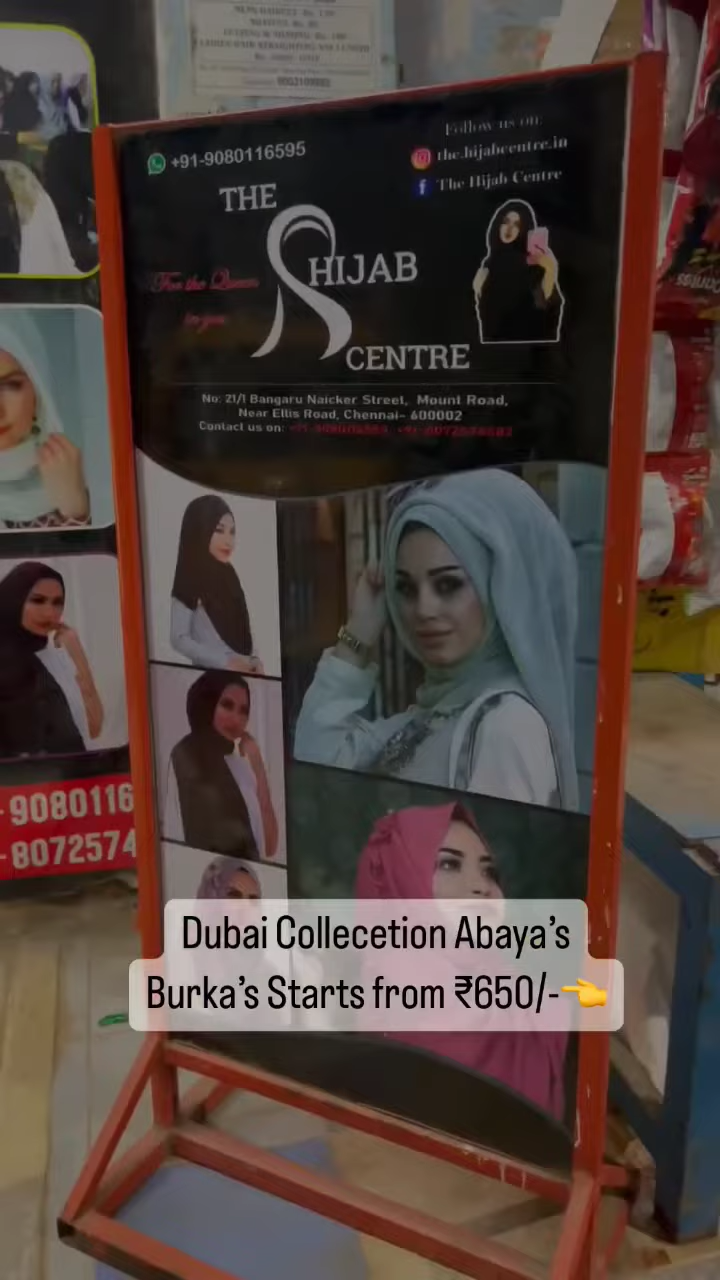 +91-9080116595
Follow us on:
the.hijabcentre.in
The Hijab Centre
THE
HIJAB
CENTRE
For the Queen
in you
No: 21/1 Bangaru Naicker Street, Mount Road,
Near Ellis Road, Chennai- 600002
Contact us on:
9080116
8072574
Dubai Collecetion Abaya’s
Burka’s Starts from ₹650/-👈